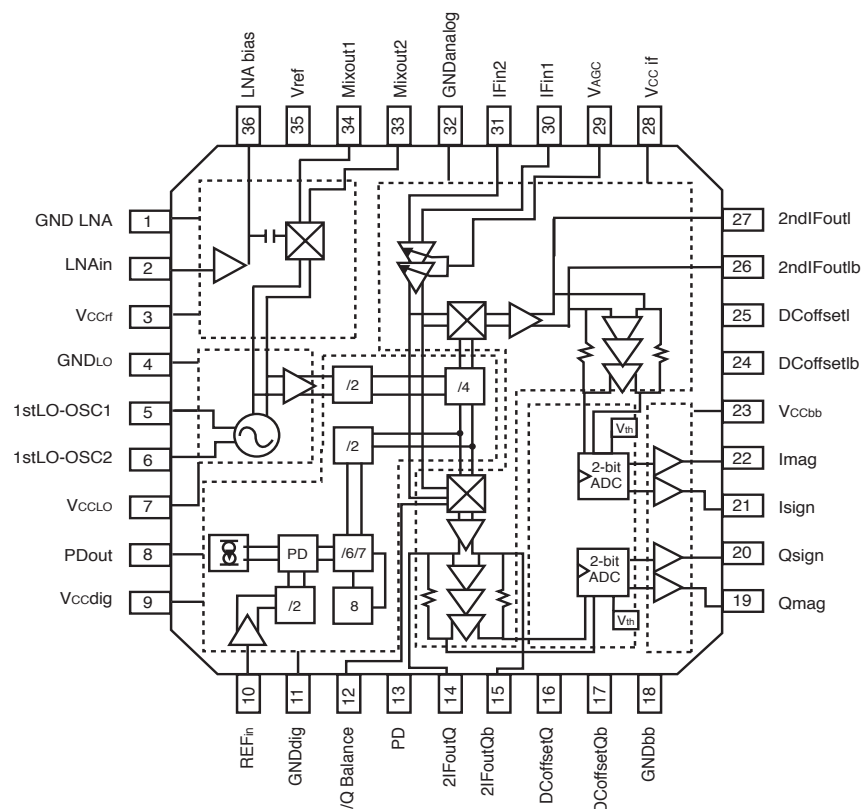 LNA bias
Vref
Mixout1
Mixout2
GNDanalog
IFin2
IFin1
VAGC
VCC if
36
35
34
33
32
31
30
29
28
GND LNA
1
LNAin
2
VCCrf
3
GNDLO
4
1stLO-OSC1
5
1stLO-OSC2
6
VCCLO
7
PDout
8
VCCdig
9
27
2ndIFoutI
26
2ndIFoutIb
25
DCoffsetI
24
DCoffsetIb
23
VCCbb
22
Imag
21
Isign
20
Qsign
19
Qmag
/2
/4
/2
Vth
2-bit
ADC
PD
/6/7
/2
8
2-bit
ADC
Vth
10
11
12
13
14
15
16
17
18
REFin
GNDdig
/Q Balance
PD
2IFoutQ
2IFoutQb
DCoffsetQ
DCoffsetQb
GNDbb